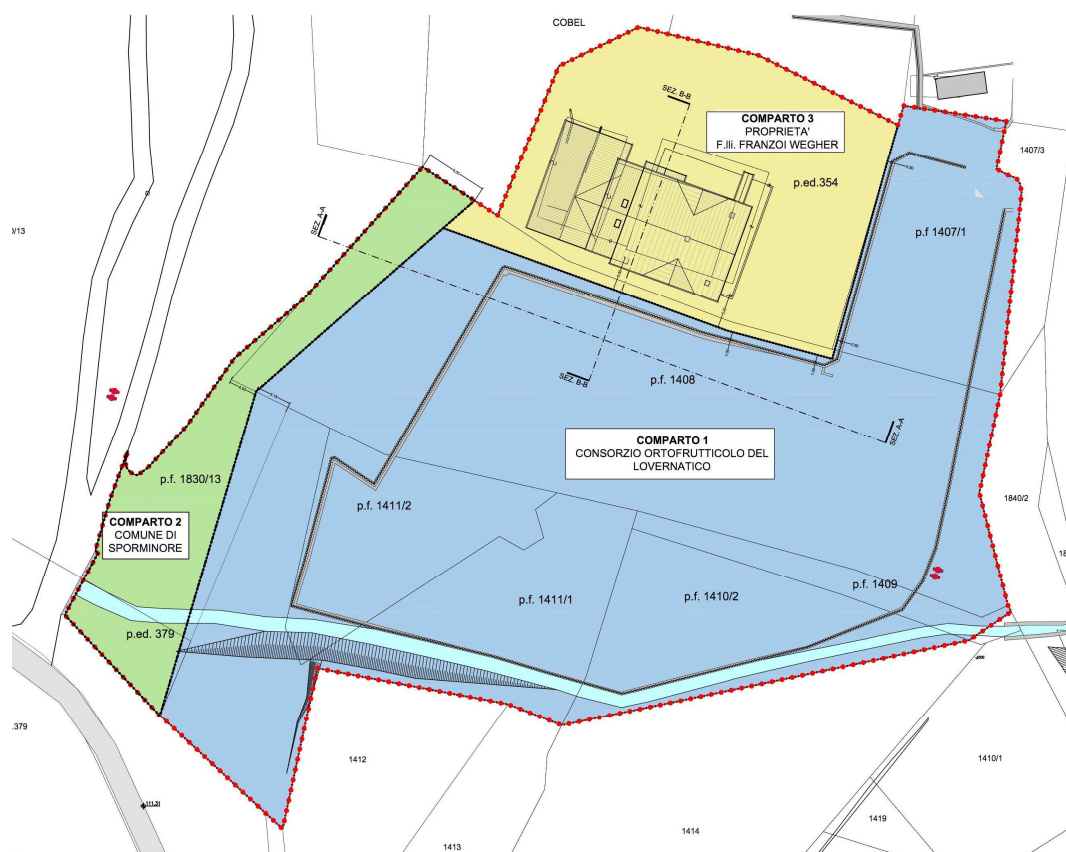 COBEL
SEZ. B-B
COMPARTO 3
PROPRIETA'
F.lli. FRANZOI WEGHER
1407/3
p.ed.354
SEZ. A-A
p.f 1407/1
p.f. 1408
SEZ. B-B
SEZ. A-A
COMPARTO 1
CONSORZIO ORTOFRUTTICOLO DEL
LOVERNATICO
p.f. 1830/13
p.f. 1411/2
1840/2
COMPARTO 2
COMUNE DI
SPORMINORE
p.f. 1409
p.f. 1411/1
p.f. 1410/2
p.ed. 379
.379
1412
1410/1
1419
1414
1413